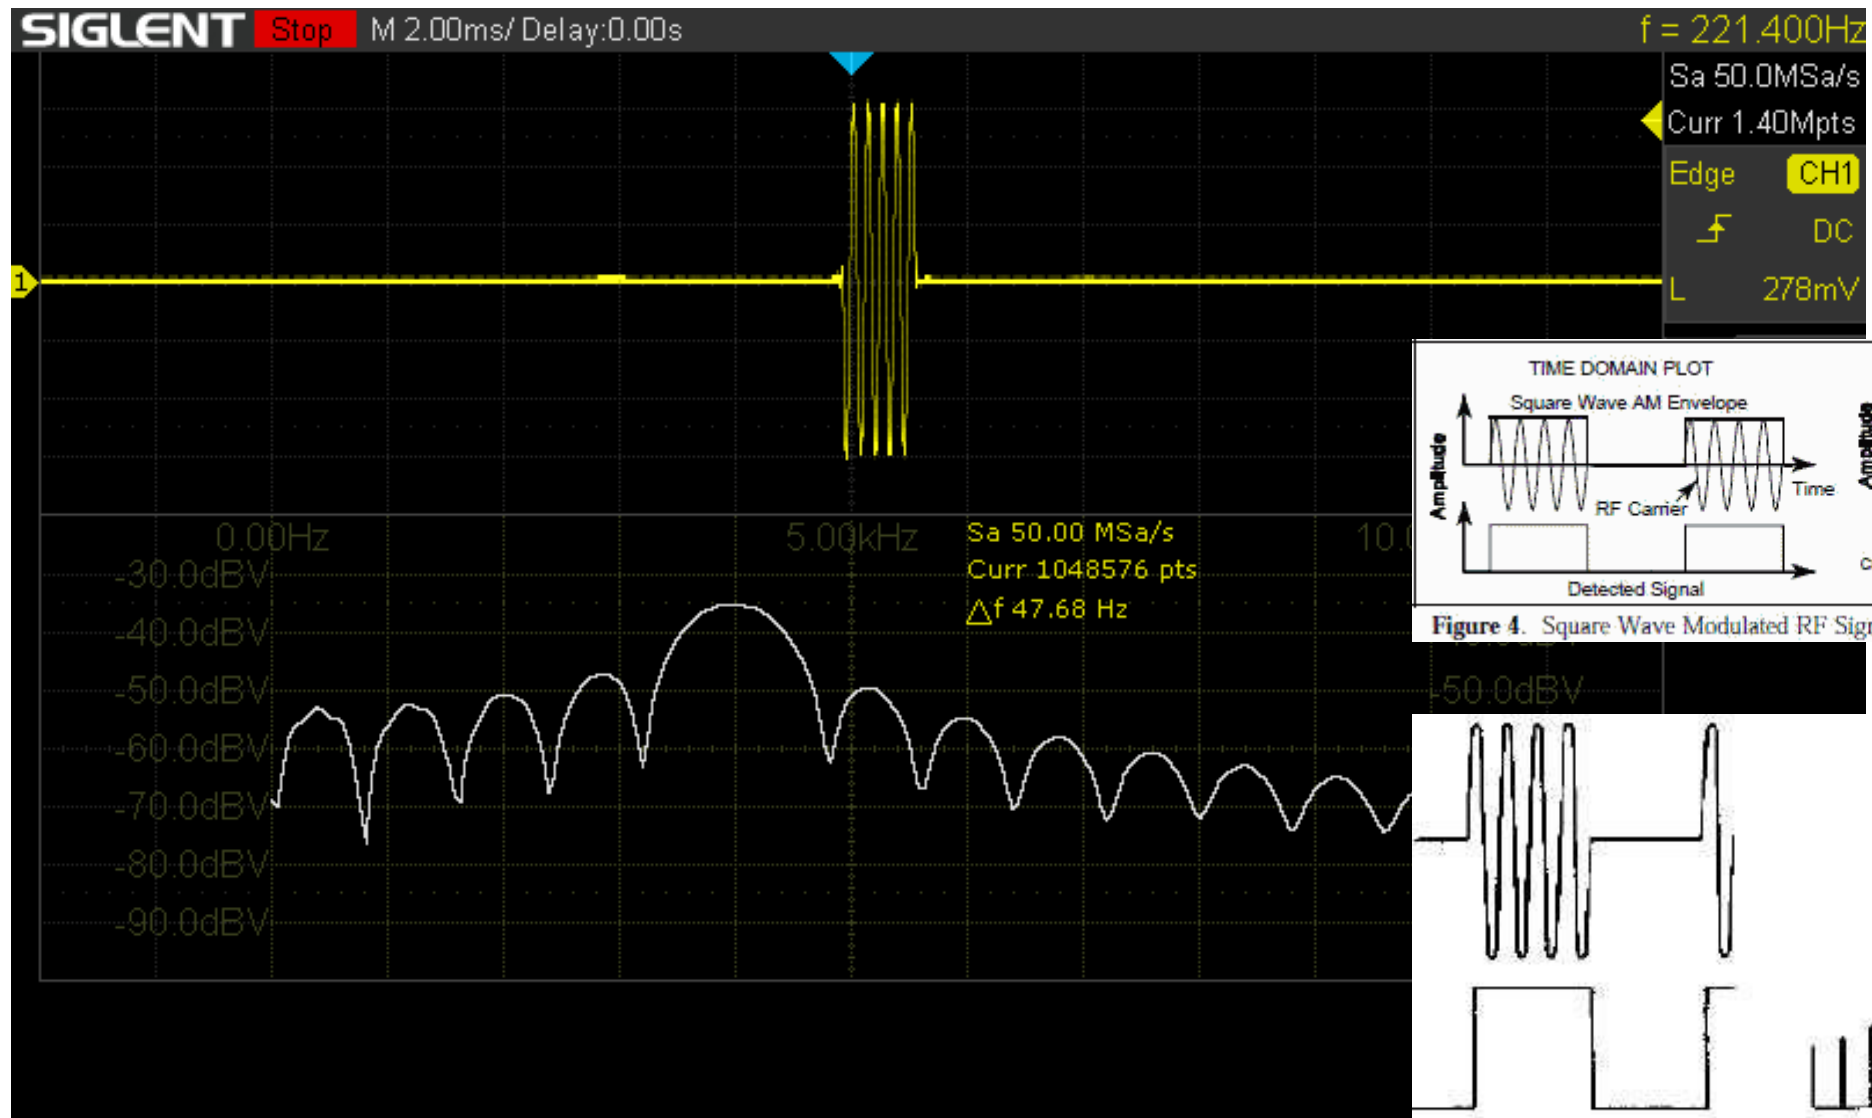 SIGLENT Stop M 2.00ms/ Delay:0.00s f = 221.400Hz
Sa 50.0MSa/s
Curr 1.40Mpts
Edge CH1
DC
L 278mV
1
TIME DOMAIN PLOT
Square Wave AM Envelope
Amplitude
Time
RF Carrier
Amplitude
Detected Signal
Figure 4. Square Wave Modulated RF Sig
0.00Hz 5.00kHz 10.
Sa 50.00 MSa/s
Curr 1048576 pts
△f 47.68 Hz
-30.0dBV
-40.0dBV
-50.0dBV -50.0dBV
-60.0dBV
-70.0dBV
-80.0dBV
-90.0dBV